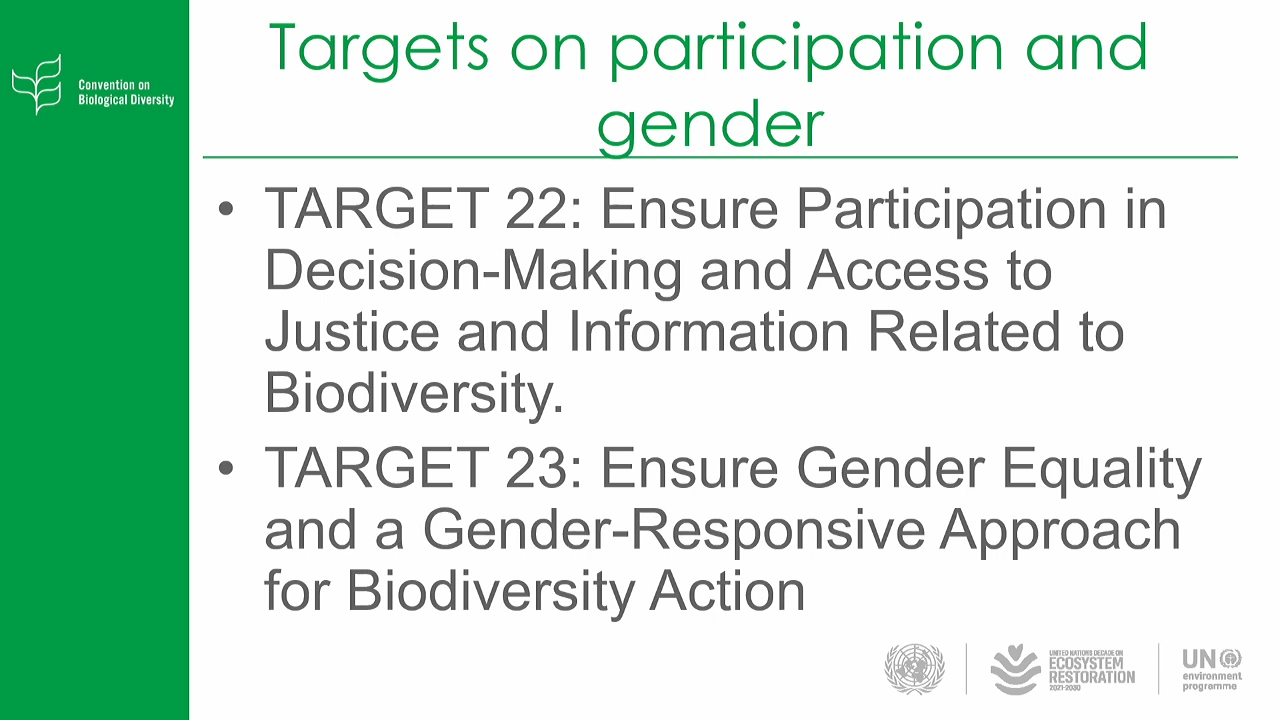 Convention on
Biological Diversity
Targets on participation and
gender
• TARGET 22: Ensure Participation in
Decision-Making and Access to
Justice and Information Related to
Biodiversity.
• TARGET 23: Ensure Gender Equality
and a Gender-Responsive Approach
for Biodiversity Action
UNITED NATIONS DECADE ON
ECOSYSTEM
RESTORATION
2021-2030
UN
environment
programme